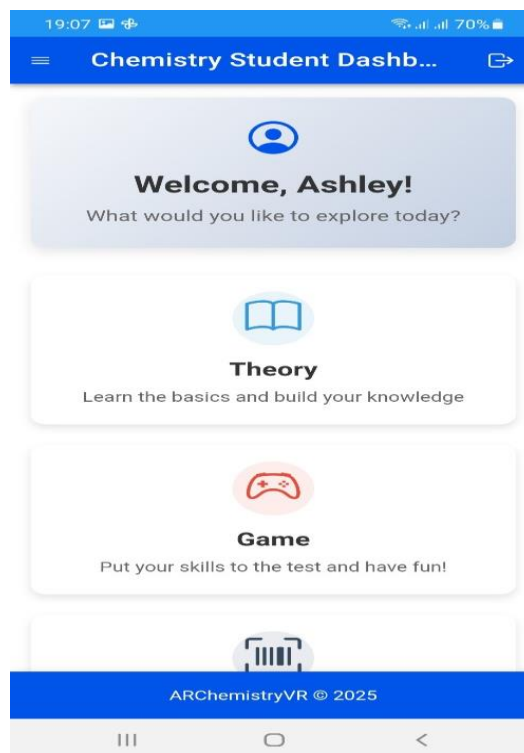 19:07 70%
Chemistry Student Dashb...
Welcome, Ashley!
What would you like to explore today?
Theory
Learn the basics and build your knowledge
Game
Put your skills to the test and have fun!
ARChemistryVR © 2025